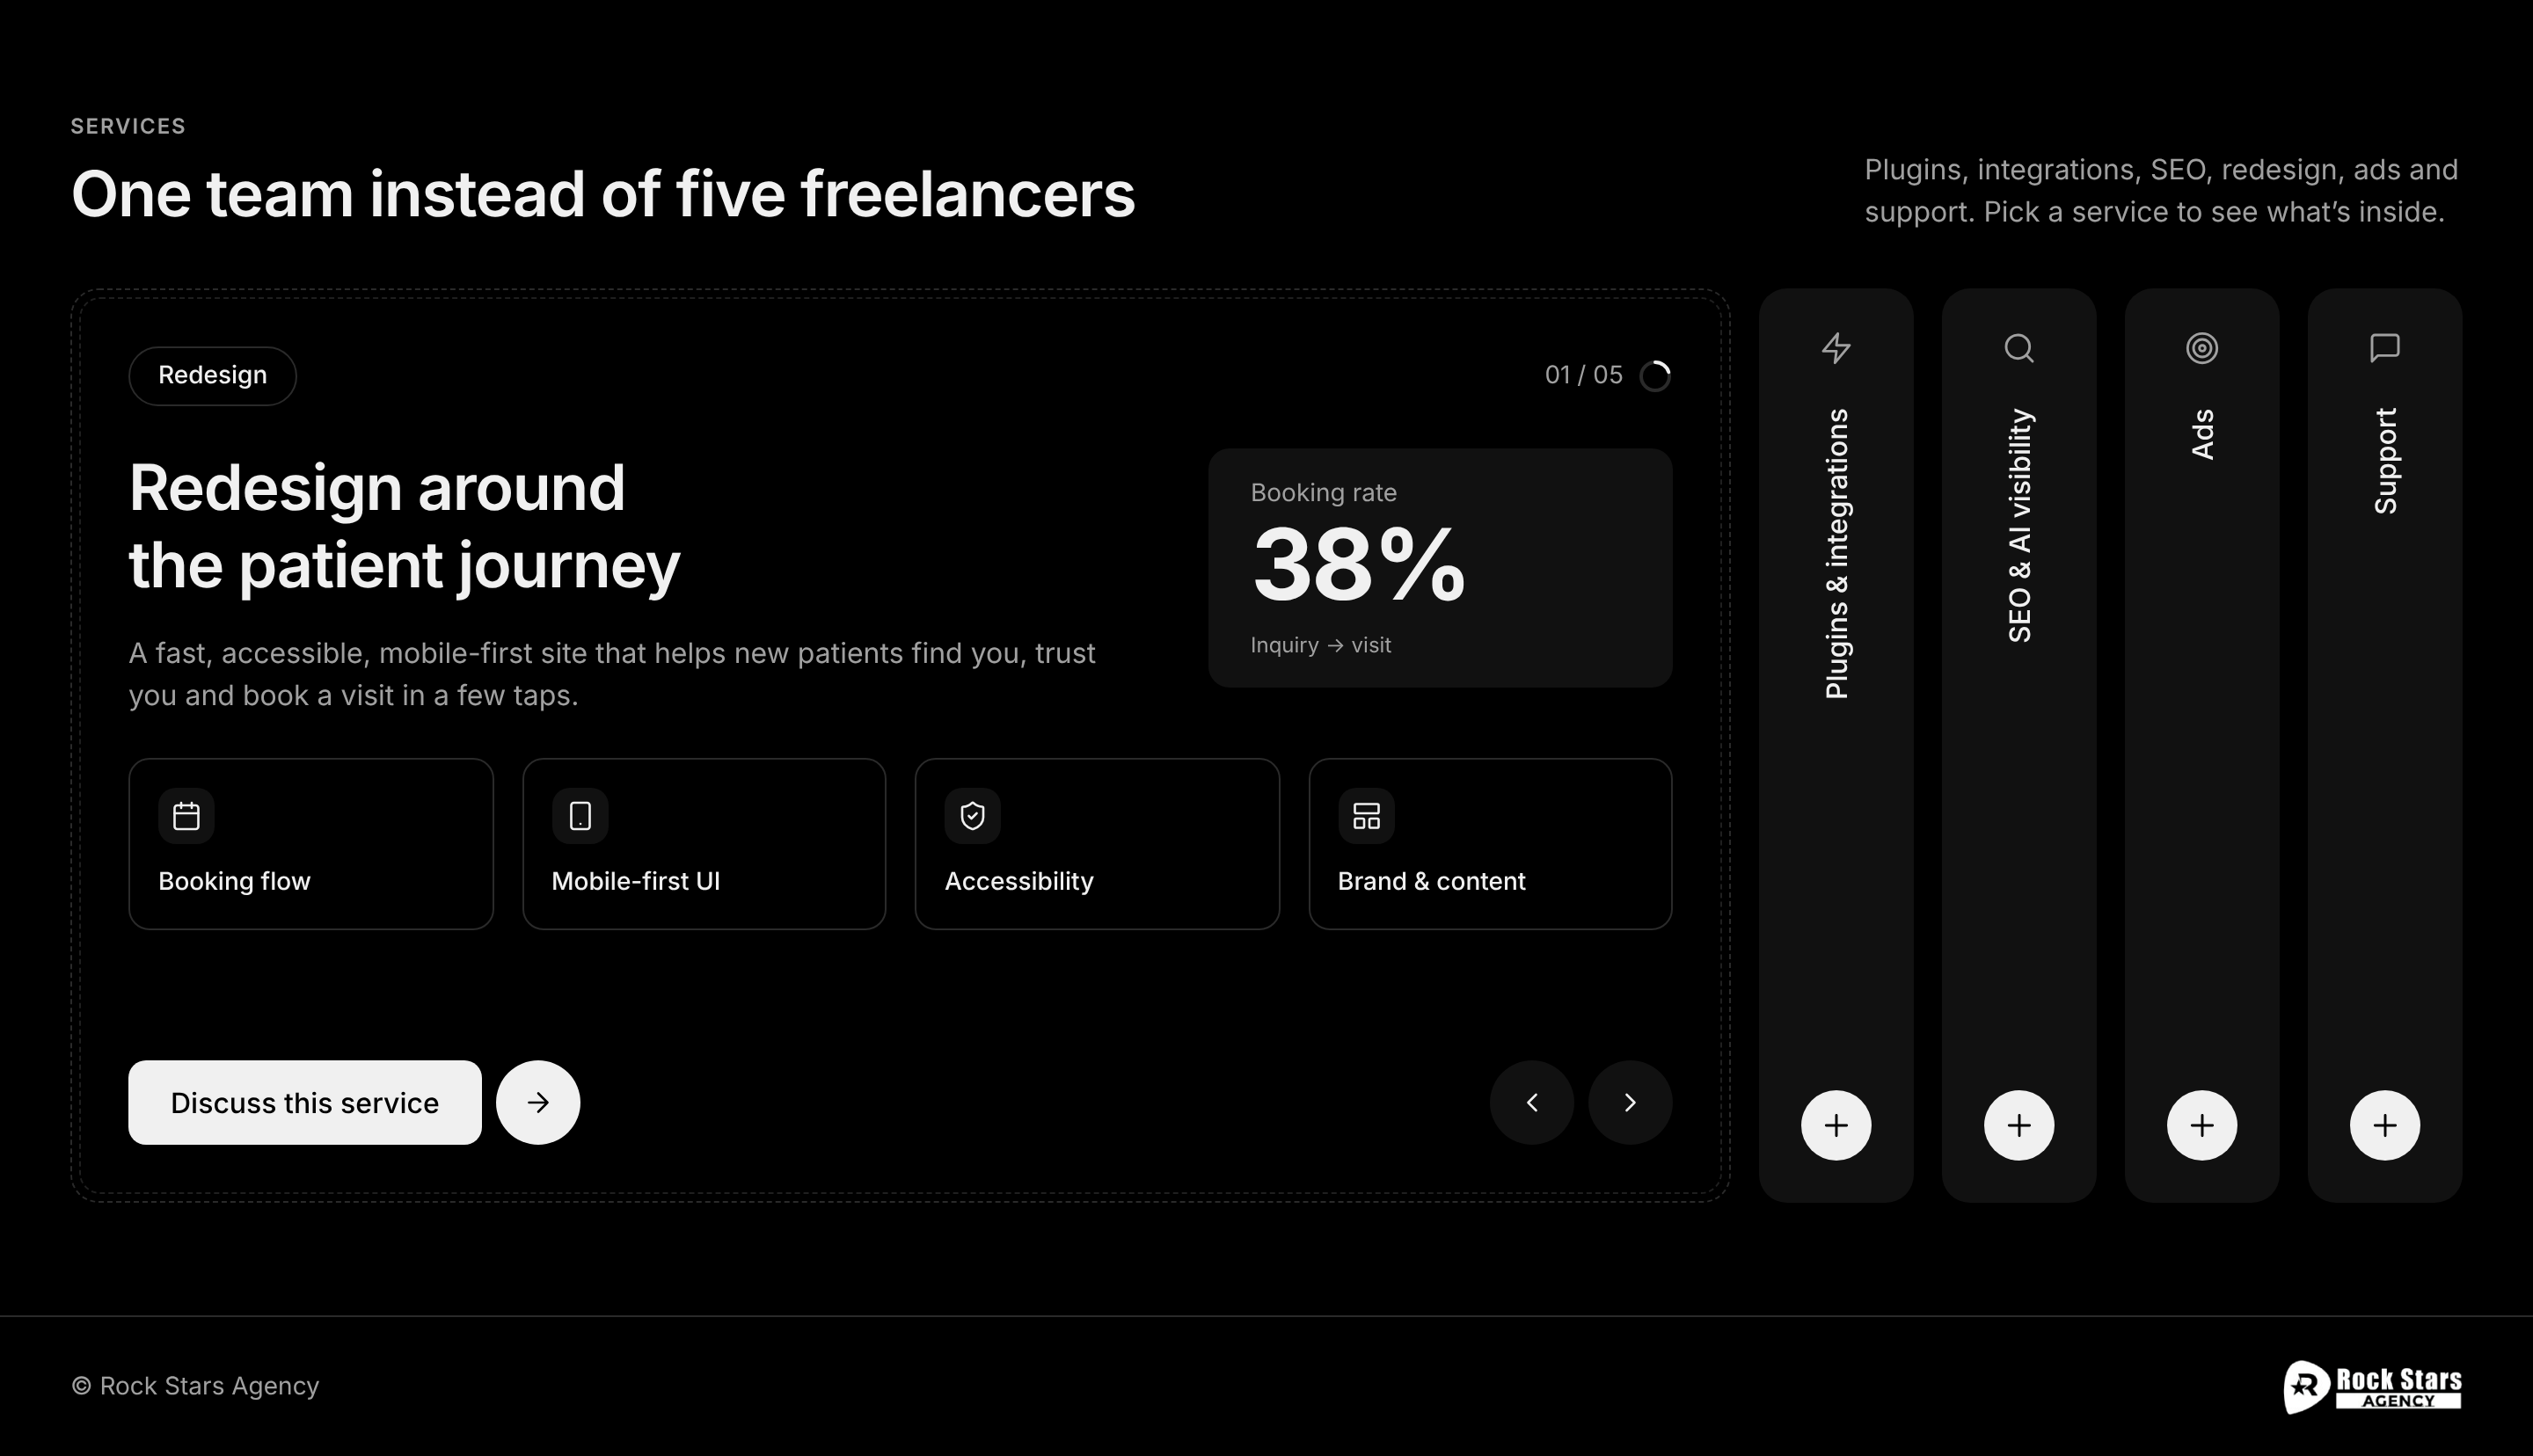 SERVICES
One team instead of five freelancers
Plugins, integrations, SEO, redesign, ads and
support. Pick a service to see what’s inside.
Redesign
01 / 05
Redesign around
the patient journey
A fast, accessible, mobile-first site that helps new patients find you, trust
you and book a visit in a few taps.
Booking rate
38%
Inquiry → visit
Booking flow
Mobile-first UI
Accessibility
Brand & content
Discuss this service
Plugins & integrations
SEO & AI visibility
Ads
Support
© Rock Stars Agency
R
Rock Stars
AGENCY